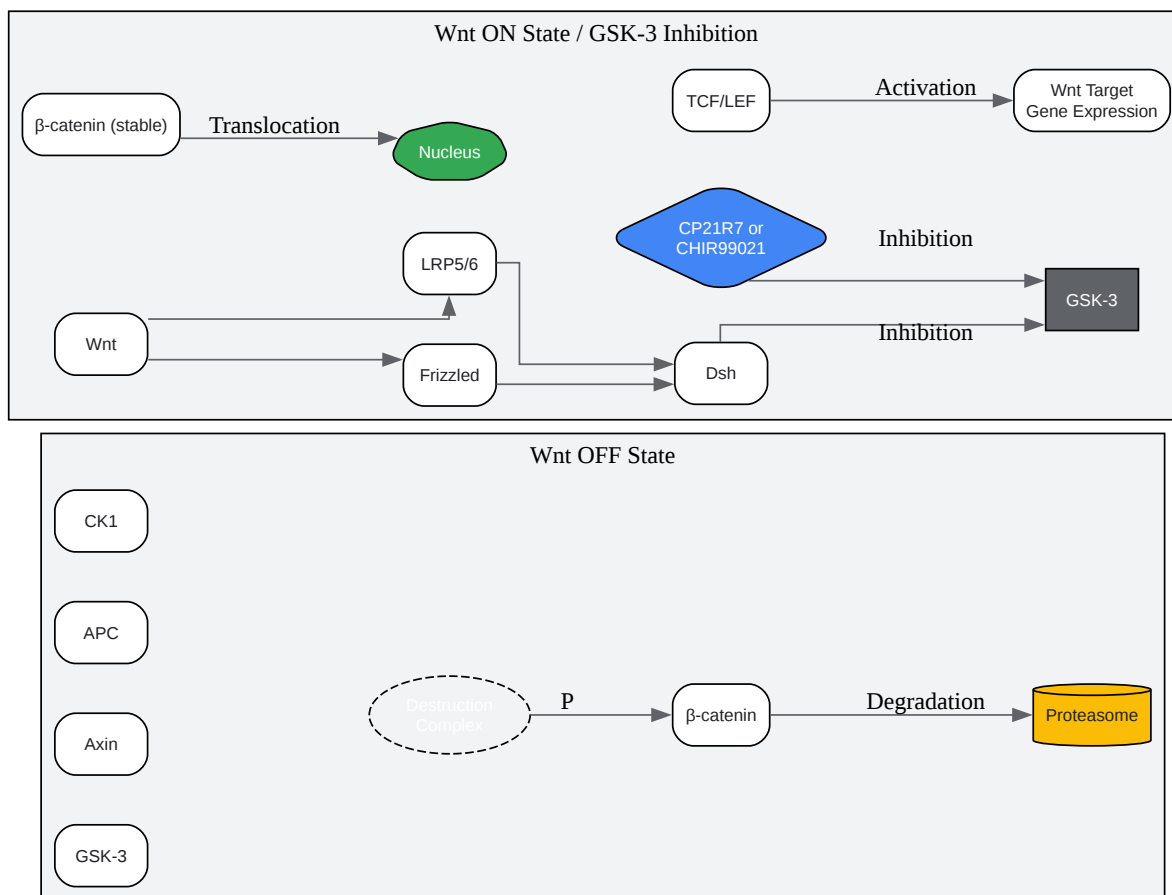 Wnt ON State / GSK-3 Inhibition
TCF/LEF
Activation
Wnt Target
Gene Expression
β-catenin (stable)
Translocation
Nucleus
CP21R7 or
CHIR99021
Inhibition
LRP5/6
GSK-3
Wnt
Frizzled
Dsh
Inhibition
Wnt OFF State
CK1
APC
Destruction
Complex
P
β-catenin
Degradation
Proteasome
Axin
GSK-3